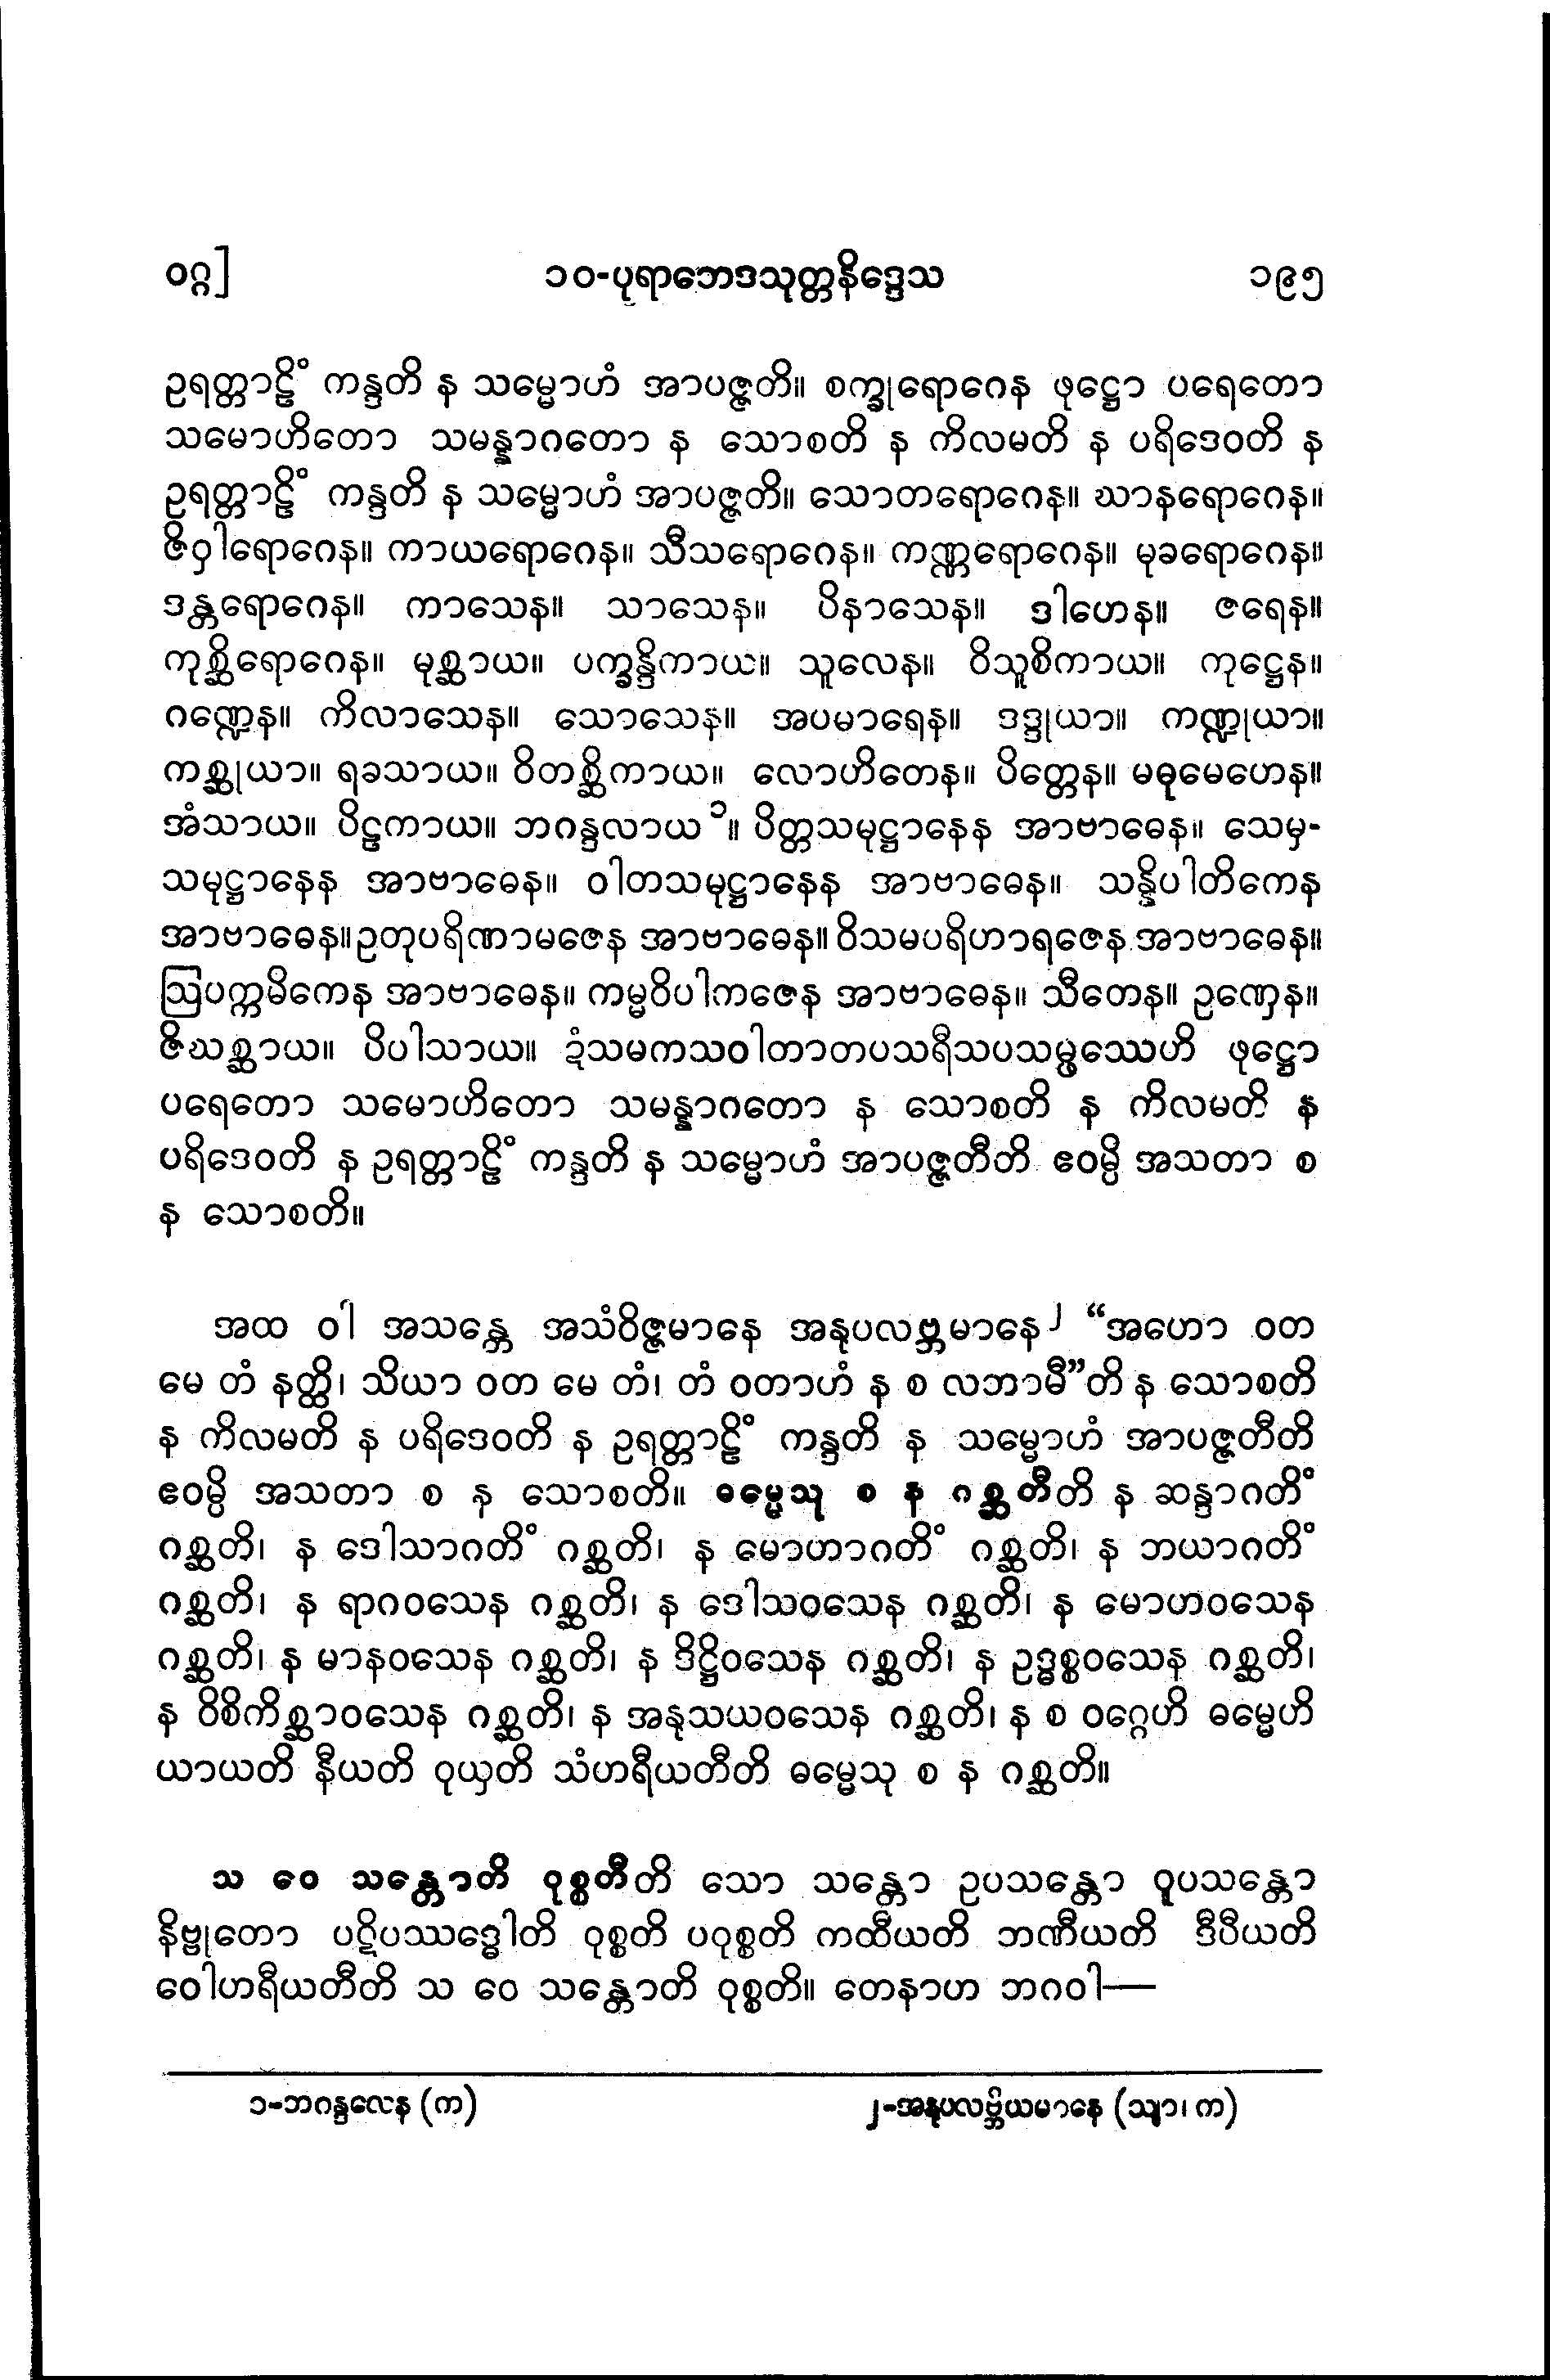 ဝဂ္ဂ]
၁၀-ပုရာဘေဒသုတ္တနိဒ္ဒေသ
၁၉၅
ဥရတ္တာဠိံ ကန္ဒတိ န သမ္မောဟံ အာပဇ္ဇတိ။ စက္ခုရောဂေန ဖုဋ္ဌော ပရေတော
သမောဟိတော သမန္နာဂတော န သောစတိ န ကိလမတိ န ပရိဒေဝတိ န
ဥရတ္တာဠိံ ကန္ဒတိ န သမ္မောဟံ အာပဇ္ဇတိ။ သောတရောဂေန။ ဃာနရောဂေန။
ဇိဝှါရောဂေန။ ကာယရောဂေန။ သီသရောဂေန။ ကဏ္ဏရောဂေန။ မုခရောဂေန။
ဒန္တရောဂေန။ ကာသေန။ သာသေန။ ပိနာသေန။ ဒါဟေန။ ဇရေန။
ကုစ္ဆိရောဂေန။ မုစ္ဆာယ။ ပက္ခန္ဒိကာယ။ သူလေန။ ဝိသူစိကာယ။ ကုဋ္ဌေန။
ဂဏ္ဍေန။ ကိလာသေန။ သောသေန။ အပမာရေန။ ဒဒ္ဒုယာ။ ကဏ္ဍုယာ။
ကစ္ဆုယာ။ ရခသာယ။ ဝိတစ္ဆိကာယ။ လောဟိတေန။ ပိတ္တေန။ မဓုမေဟေန။
အံသာယ။ ပိဠကာယ။ ဘဂန္ဒလာယ၁။ ပိတ္တသမုဋ္ဌာနေန အာဗာဓေန။ သေမှ-
သမုဋ္ဌာနေန အာဗာဓေန။ ဝါတသမုဋ္ဌာနေန အာဗာဓေန။ သန္နိပါတိကေန
အာဗာဓေန။ ဥတုပရိဏာမဇေန အာဗာဓေန။ ဝိသမပရိဟာရဇေန အာဗာဓေန။
ဩပက္ကမိကေန အာဗာဓေန။ ကမ္မဝိပါကဇေန အာဗာဓေန။ သီတေန။ ဥဏှေန။
ဇိဃစ္ဆာယ။ ပိပါသာယ။ ဍံသမကသဝါတာတပသရီသပသမ္ဖဿေဟိ ဖုဋ္ဌော
ပရေတော သမောဟိတော သမန္နာဂတော န သောစတိ န ကိလမတိ န
ပရိဒေဝတိ န ဥရတ္တာဠိံ ကန္ဒတိ န သမ္မောဟံ အာပဇ္ဇတီတိ ဧဝမ္ပိ အသတာ စ
န သောစတိ။
အထ ဝါ အသန္တေ အသံဝိဇ္ဇမာနေ အနုပလဗ္ဘမာနေ၂ “အဟော ဝတ
မေ တံ နတ္ထိ၊ သိယာ ဝတ မေ တံ၊ တံ ဝတာဟံ န စ လဘာမီ”တိ န သောစတိ
န ကိလမတိ န ပရိဒေဝတိ န ဥရတ္တာဠိံ ကန္ဒတိ န သမ္မောဟံ အာပဇ္ဇတီတိ
ဧဝမ္ပိ အသတာ စ န သောစတိ။ ဓမ္မေသု စ န ဂစ္ဆတီတိ န ဆန္ဒာဂတိံ
ဂစ္ဆတိ၊ န ဒေါသာဂတိံ ဂစ္ဆတိ၊ န မောဟာဂတိံ ဂစ္ဆတိ၊ န ဘယာဂတိံ
ဂစ္ဆတိ၊ န ရာဂဝသေန ဂစ္ဆတိ၊ န ဒေါသဝသေန ဂစ္ဆတိ၊ န မောဟဝသေန
ဂစ္ဆတိ၊ န မာနဝသေန ဂစ္ဆတိ၊ န ဒိဋ္ဌိဝသေန ဂစ္ဆတိ၊ န ဥဒ္ဓစ္စဝသေန ဂစ္ဆတိ၊
န ဝိစိကိစ္ဆာဝသေန ဂစ္ဆတိ၊ န အနုသယဝသေန ဂစ္ဆတိ၊ န စ ဝဂ္ဂေဟိ ဓမ္မေဟိ
ယာယတိ နီယတိ ဝုယှတိ သံဟရီယတီတိ ဓမ္မေသု စ န ဂစ္ဆတိ။
သ ဝေ သန္တောတိ ဝုစ္စတီတိ သော သန္တော ဥပသန္တော ဝူပသန္တော
နိဗ္ဗုတော ပဋိပဿဒ္ဓေါတိ ဝုစ္စတိ ပဝုစ္စတိ ကထီယတိ ဘဏီယတိ ဒီပီယတိ
ဝေါဟရီယတီတိ သ ဝေ သန္တောတိ ဝုစ္စတိ။ တေနာဟ ဘဂဝါ—
၁-ဘဂန္ဒလေန (က)
၂-အနုပလဗ္ဘိယမာနေ (သျာ၊ က)